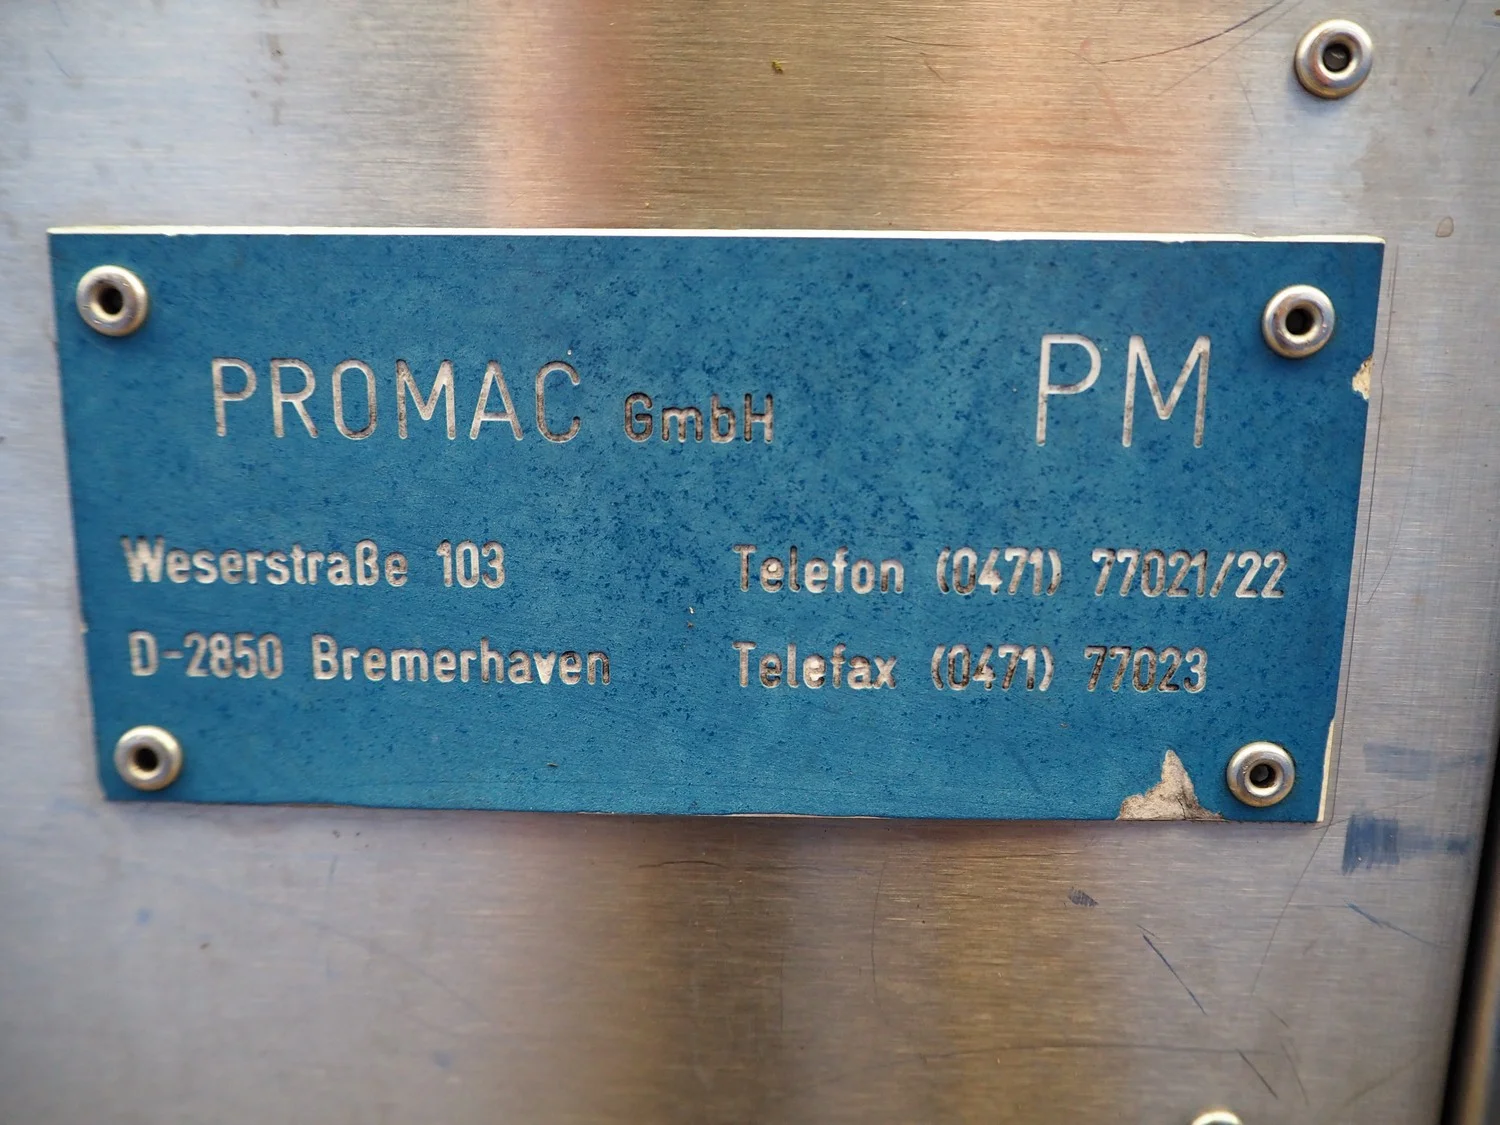 PROMAC GmbH PM
Weserstraße 103 Telefon (0471) 77021/22
D-2850 Bremerhaven Telefax (0471) 77023